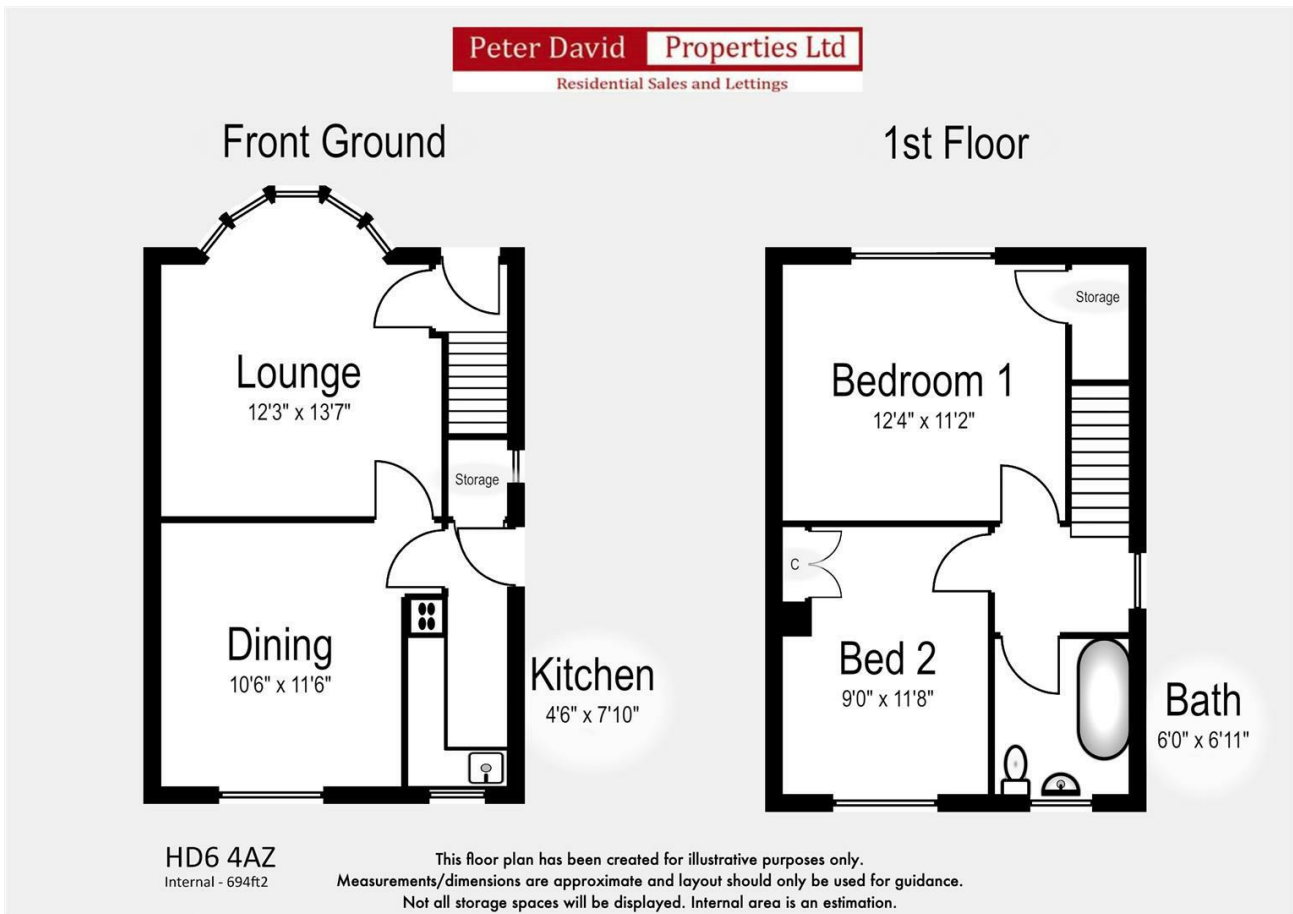 Peter David Properties Ltd
Residential Sales and Lettings
Front Ground
1st Floor
Lounge
12'3" x 13'7"
Storage
Dining
10'6" x 11'6"
Kitchen
4'6" x 7'10"
Storage
Bedroom 1
12'4" x 11'2"
C
Bed 2
9'0" x 11'8"
Bath
6'0" x 6'11"
HD6 4AZ
Internal - 694ft2
This floor plan has been created for illustrative purposes only.
Measurements/dimensions are approximate and layout should only be used for guidance.
Not all storage spaces will be displayed. Internal area is an estimation.